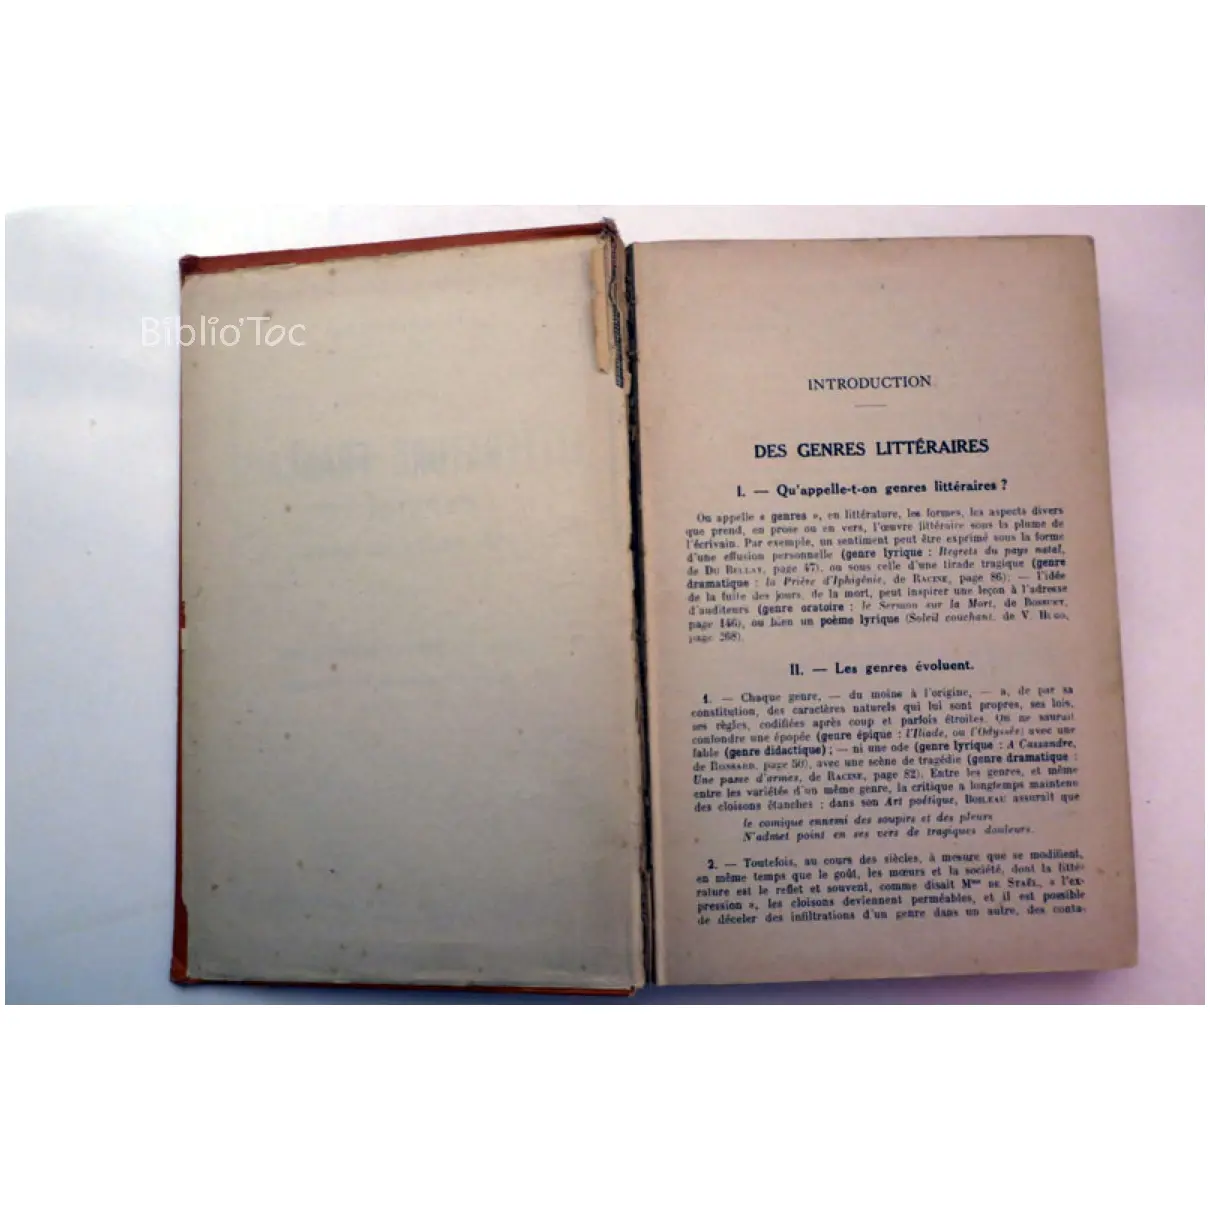 Biblio'Toc
INTRODUCTION
DES GENRES LITTÉRAIRES
I. — Qu'appelle-t-on genres littéraires ?
On appelle « genres », en littérature, les formes, les aspects divers
que prend, en prose ou en vers, l'œuvre littéraire sous la plume de
l'écrivain. Par exemple, un sentiment peut être exprimé sous la forme
d'une effusion personnelle (genre lyrique : Regrets du pays natal,
de DU BELLAY, page 47), ou sous celle d'une tirade tragique (genre
dramatique : la Prière d'Iphigénie, de RACINE, page 86); — l'idée
de la fuite des jours, de la mort, peut inspirer une leçon à l'adresse
d'auditeurs (genre oratoire : le Sermon sur la Mort, de BOSSUET,
page 146), ou bien un poème lyrique (Soleil couchant, de V. HUGO,
page 268).
II. — Les genres évoluent.
1. — Chaque genre, — du moins à l'origine, — a, de par sa
constitution, des caractères naturels qui lui sont propres, ses lois,
ses règles, codifiées après coup et parfois étroites. On ne saurait
confondre une épopée (genre épique : l'Iliade, ou l'Odyssée) avec une
fable (genre didactique) ; — ni une ode (genre lyrique : A Cassandre,
de RONSARD, page 50), avec une scène de tragédie (genre dramatique :
Une passe d'armes, de RACINE, page 82). Entre les genres, et même
entre les variétés d'un même genre, la critique a longtemps maintenu
des cloisons étanches : dans son Art poétique, BOILEAU assurait que
le comique ennemi des soupirs et des pleurs
N'admet point en ses vers de tragiques douleurs.
2. — Toutefois, au cours des siècles, à mesure que se modifient,
en même temps que le goût, les mœurs et la société, dont la litté-
rature est le reflet et souvent, comme disait Mme DE STAËL, « l'ex-
pression », les cloisons deviennent perméables, et il est possible
de déceler des infiltrations d'un genre dans un autre, des conta-